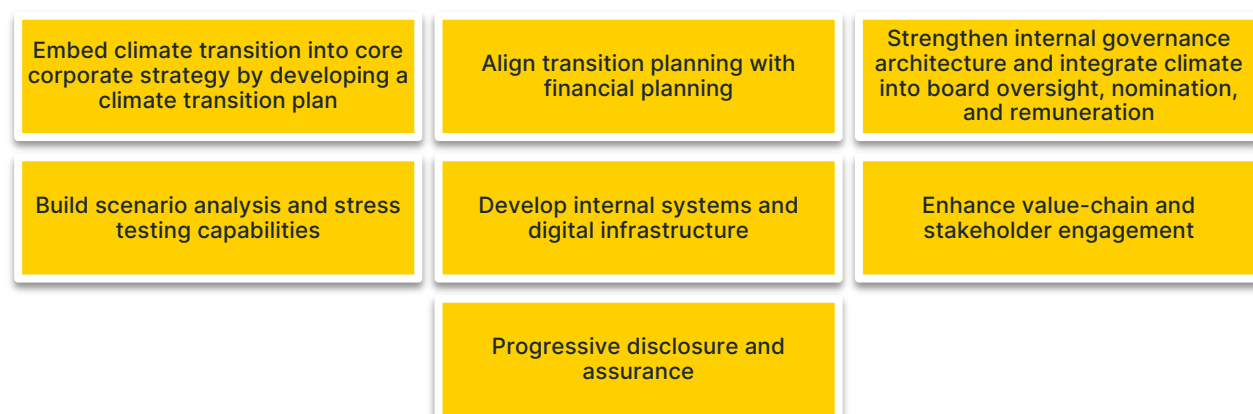 Embed climate transition into core
corporate strategy by developing a
climate transition plan
Align transition planning with
financial planning
Strengthen internal governance
architecture and integrate climate
into board oversight, nomination,
and remuneration
Build scenario analysis and stress
testing capabilities
Develop internal systems and
digital infrastructure
Enhance value-chain and
stakeholder engagement
Progressive disclosure and
assurance